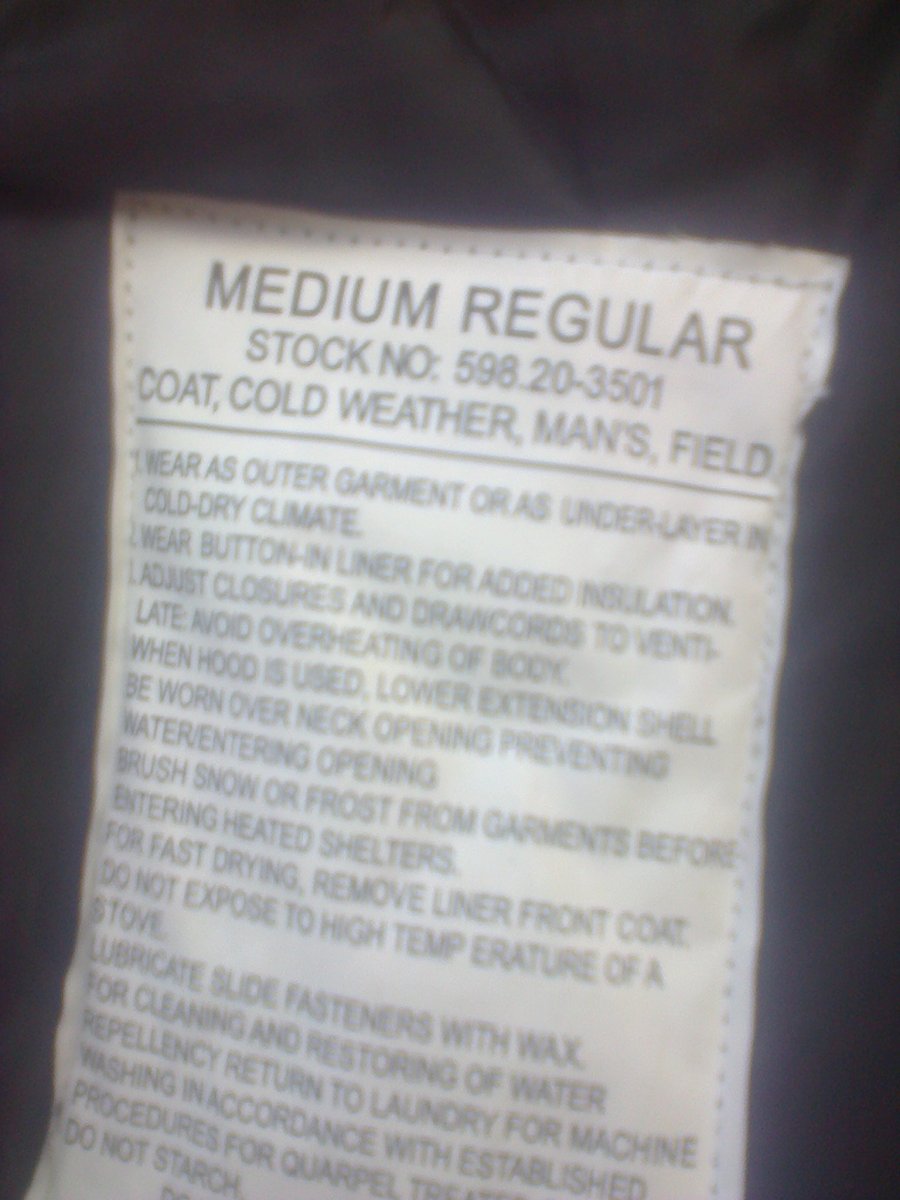 MEDIUM REGULAR
STOCK NO: 598.20-3501
COAT, COLD WEATHER, MAN'S, FIELD
1. WEAR AS OUTER GARMENT OR AS UNDER-LAYER IN
COLD-DRY CLIMATE.
2. WEAR BUTTON-IN LINER FOR ADDED INSULATION.
3. ADJUST CLOSURES AND DRAWCORDS TO VENTI-
LATE: AVOID OVERHEATING OF BODY.
WHEN HOOD IS USED, LOWER EXTENSION SHELL
BE WORN OVER NECK OPENING PREVENTING
WATER/ENTERING OPENING.
BRUSH SNOW OR FROST FROM GARMENTS BEFORE
ENTERING HEATED SHELTERS.
FOR FAST DRYING, REMOVE LINER FRONT COAT.
DO NOT EXPOSE TO HIGH TEMP ERATURE OF A
STOVE.
LUBRICATE SLIDE FASTENERS WITH WAX.
FOR CLEANING AND RESTORING OF WATER
REPELLENCY RETURN TO LAUNDRY FOR MACHINE
WASHING IN ACCORDANCE WITH ESTABLISHED
PROCEDURES FOR QUARPEL
DO NOT STARCH.